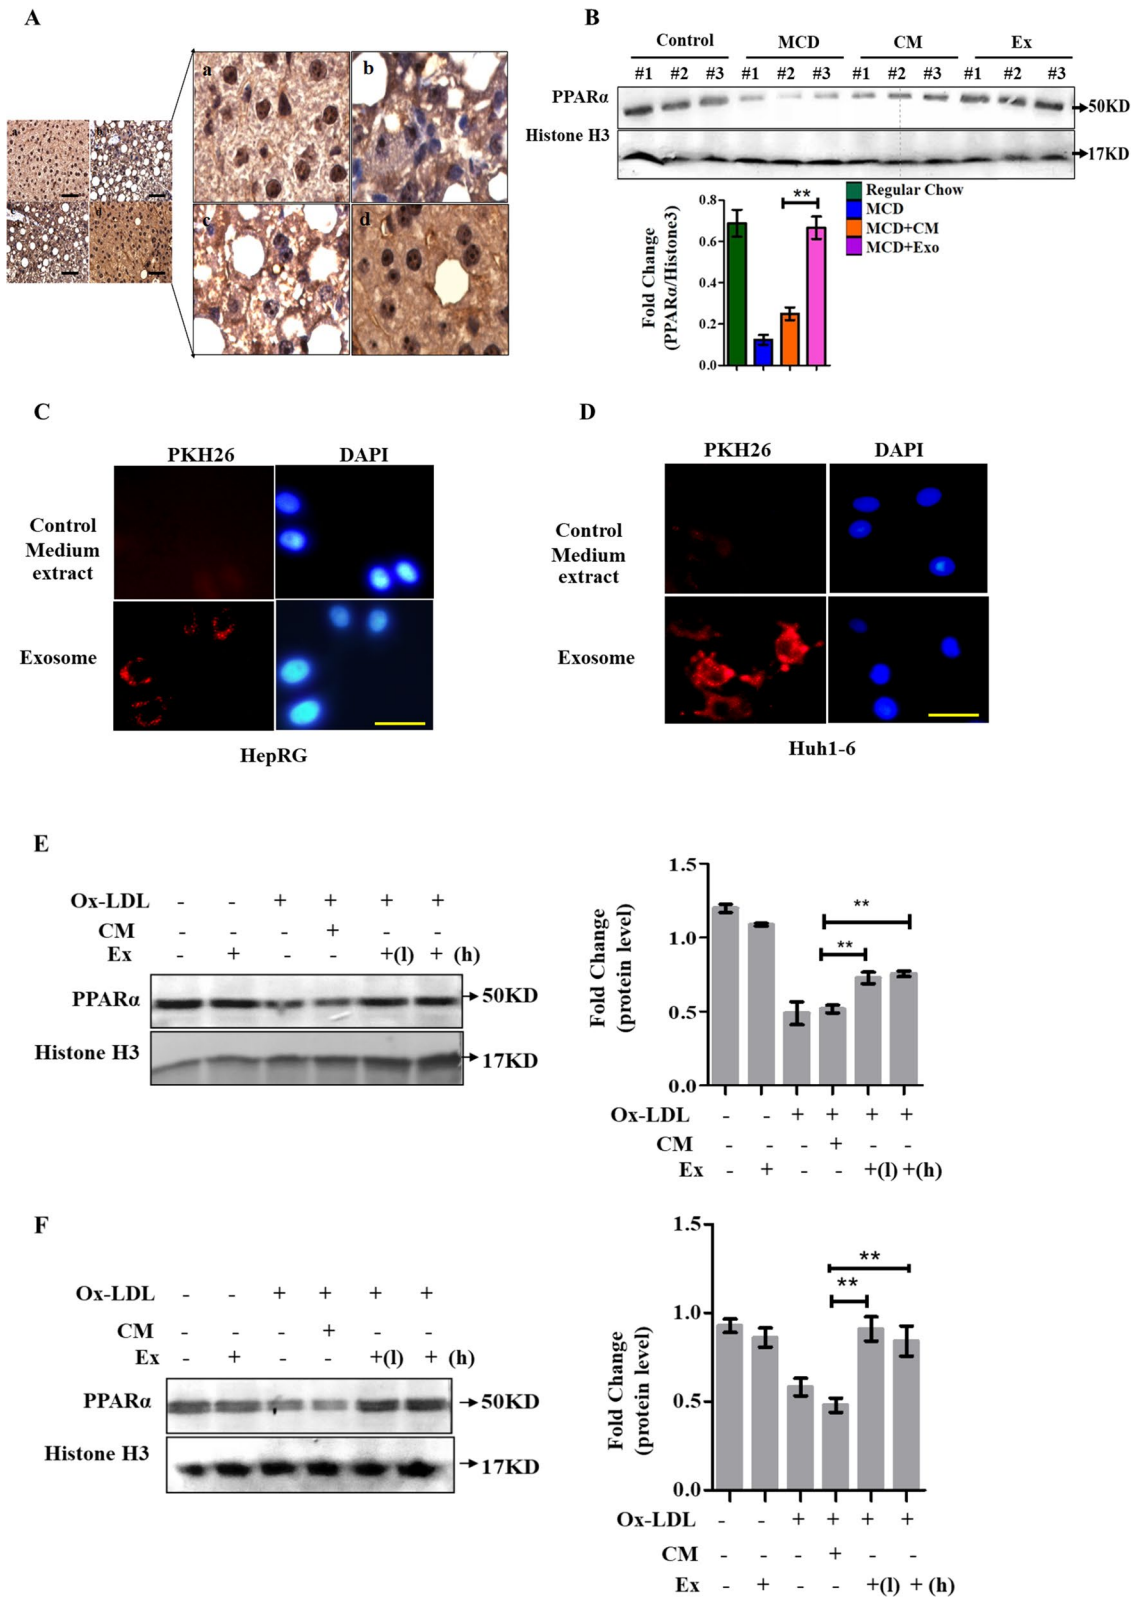 A
a
b
c
d
a
b
c
d
B
Control MCD CM Ex
#1 #2 #3 #1 #2 #3 #1 #2 #3 #1 #2 #3
PPARα
50KD
Histone H3
17KD
**
Regular Chow
MCD
MCD+CM
MCD+Exo
Fold Change
(PPARα/Histone3)
0.8
0.6
0.4
0.2
0.0
C
PKH26 DAPI
Control
Medium
extract
Exosome
HepRG
D
PKH26 DAPI
Control
Medium
extract
Exosome
Huh1-6
E
Ox-LDL - - + + + +
CM - - - + - -
Ex - + - - +(l) + (h)
PPARα
50KD
Histone H3
17KD
Fold Change
(protein level)
1.5
1.0
0.5
0.0
**
**
Ox-LDL - - + + + +
CM - - - + - -
Ex - + - - +(l) +(h)
F
Ox-LDL - - + + + +
CM - - - + - -
Ex - + - - +(l) + (h)
PPARα
50KD
Histone H3
17KD
Fold Change
(protein level)
1.5
1.0
0.5
0.0
**
**
Ox-LDL - - + + + +
CM - - - + - -
Ex - + - - +(l) + (h)